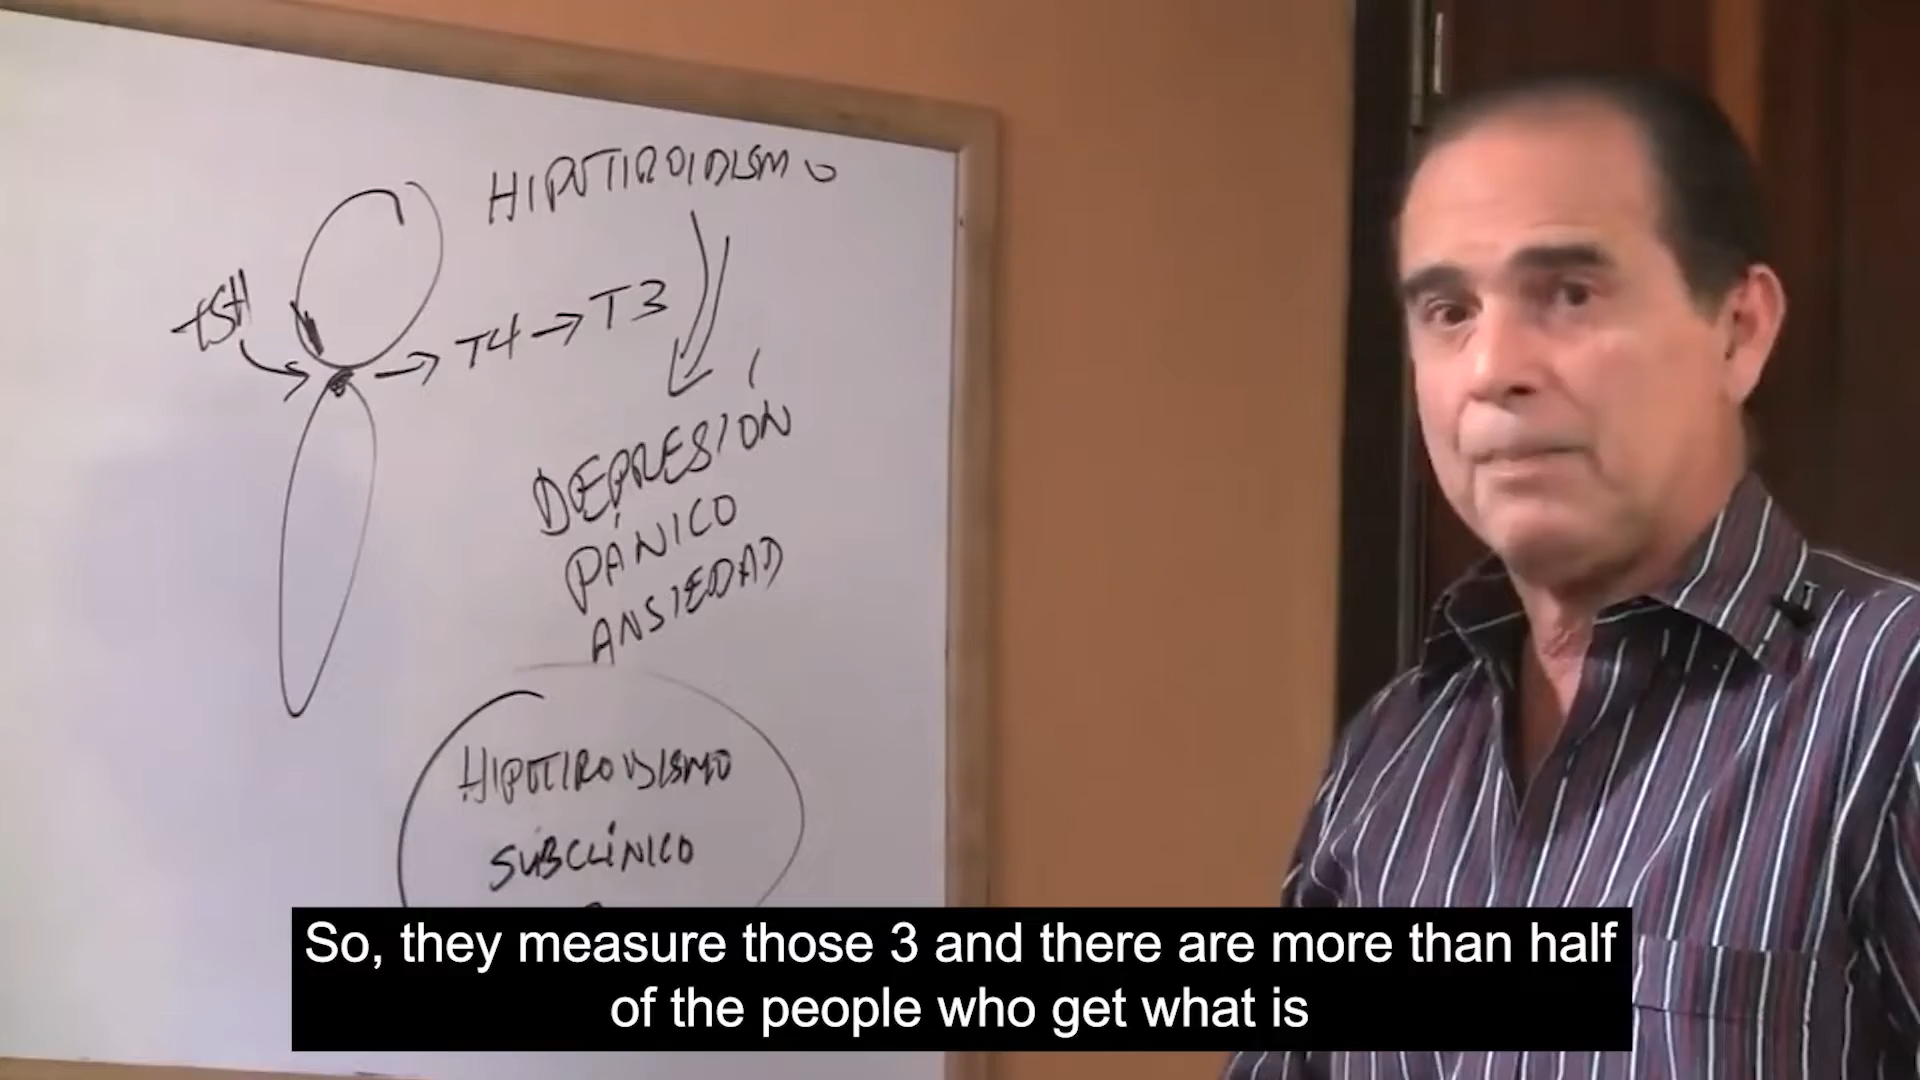 HIPOTIROIDISMO
TSH
T4 → T3
DEPRESIÓN
PÁNICO
ANSIEDAD
HIPOTIROIDISMO
SUBCLÍNICO
So, they measure those 3 and there are more than half
of the people who get what is